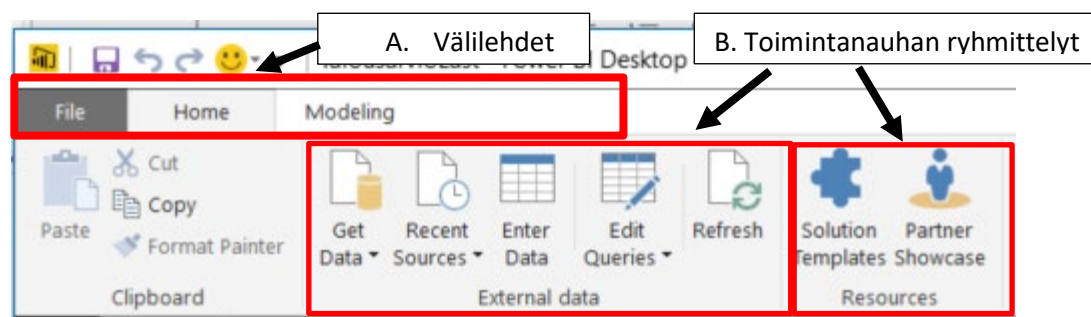 A. Välilehdet
B. Toimintanauhan ryhmittelyt
BI Desktop
File Home Modeling
Cut
Copy
Format Painter
Paste
Get Data
Recent Sources
Enter Data
Edit Queries
Refresh
Solution Templates
Partner Showcase
Clipboard
External data
Resources